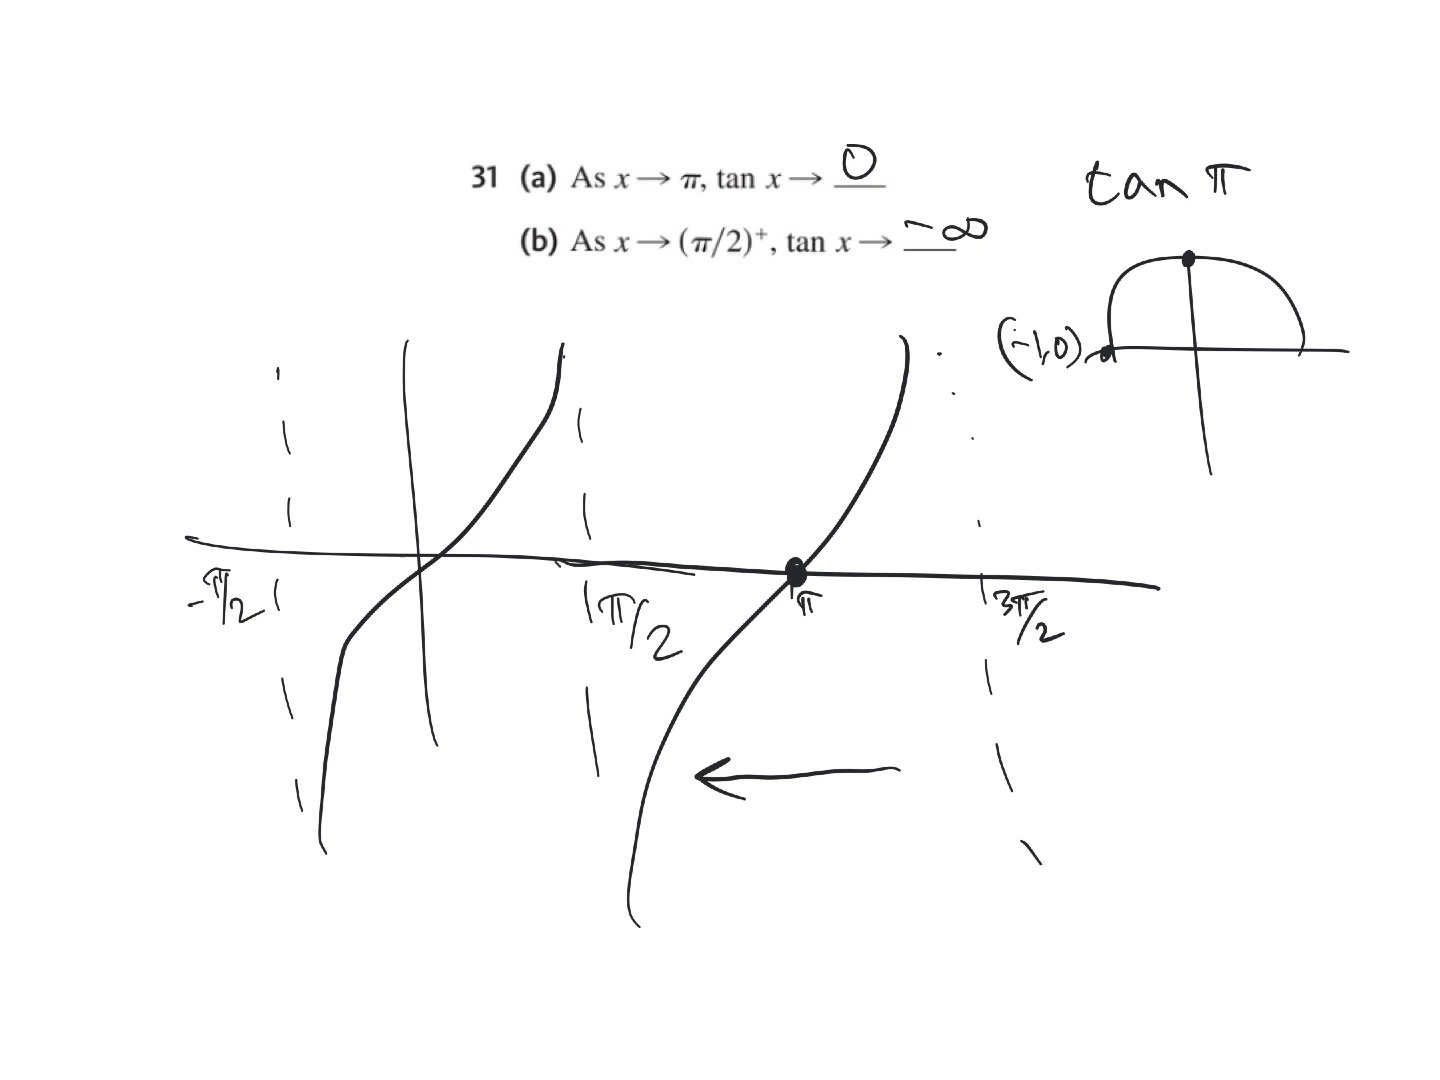 31 (a) As x → π, tan x → 0
(b) As x → (π/2)⁺, tan x → -∞
tan π
(-1,0)
-π/2
π/2
π
3π/2